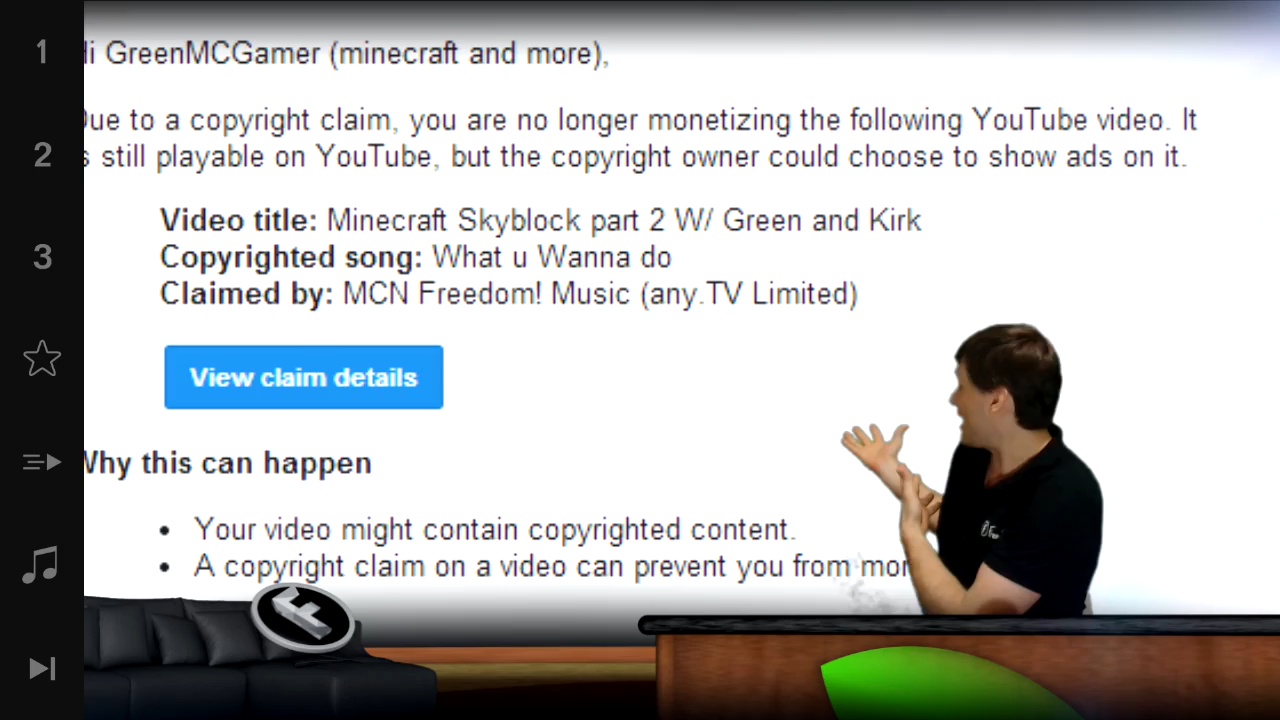 1
2
3
Hi GreenMCGamer (minecraft and more),
Due to a copyright claim, you are no longer monetizing the following YouTube video. It
s still playable on YouTube, but the copyright owner could choose to show ads on it.
Video title: Minecraft Skyblock part 2 W/ Green and Kirk
Copyrighted song: What u Wanna do
Claimed by: MCN Freedom! Music (any.TV Limited)
View claim details
Why this can happen
• Your video might contain copyrighted content.
• A copyright claim on a video can prevent you from mon
F